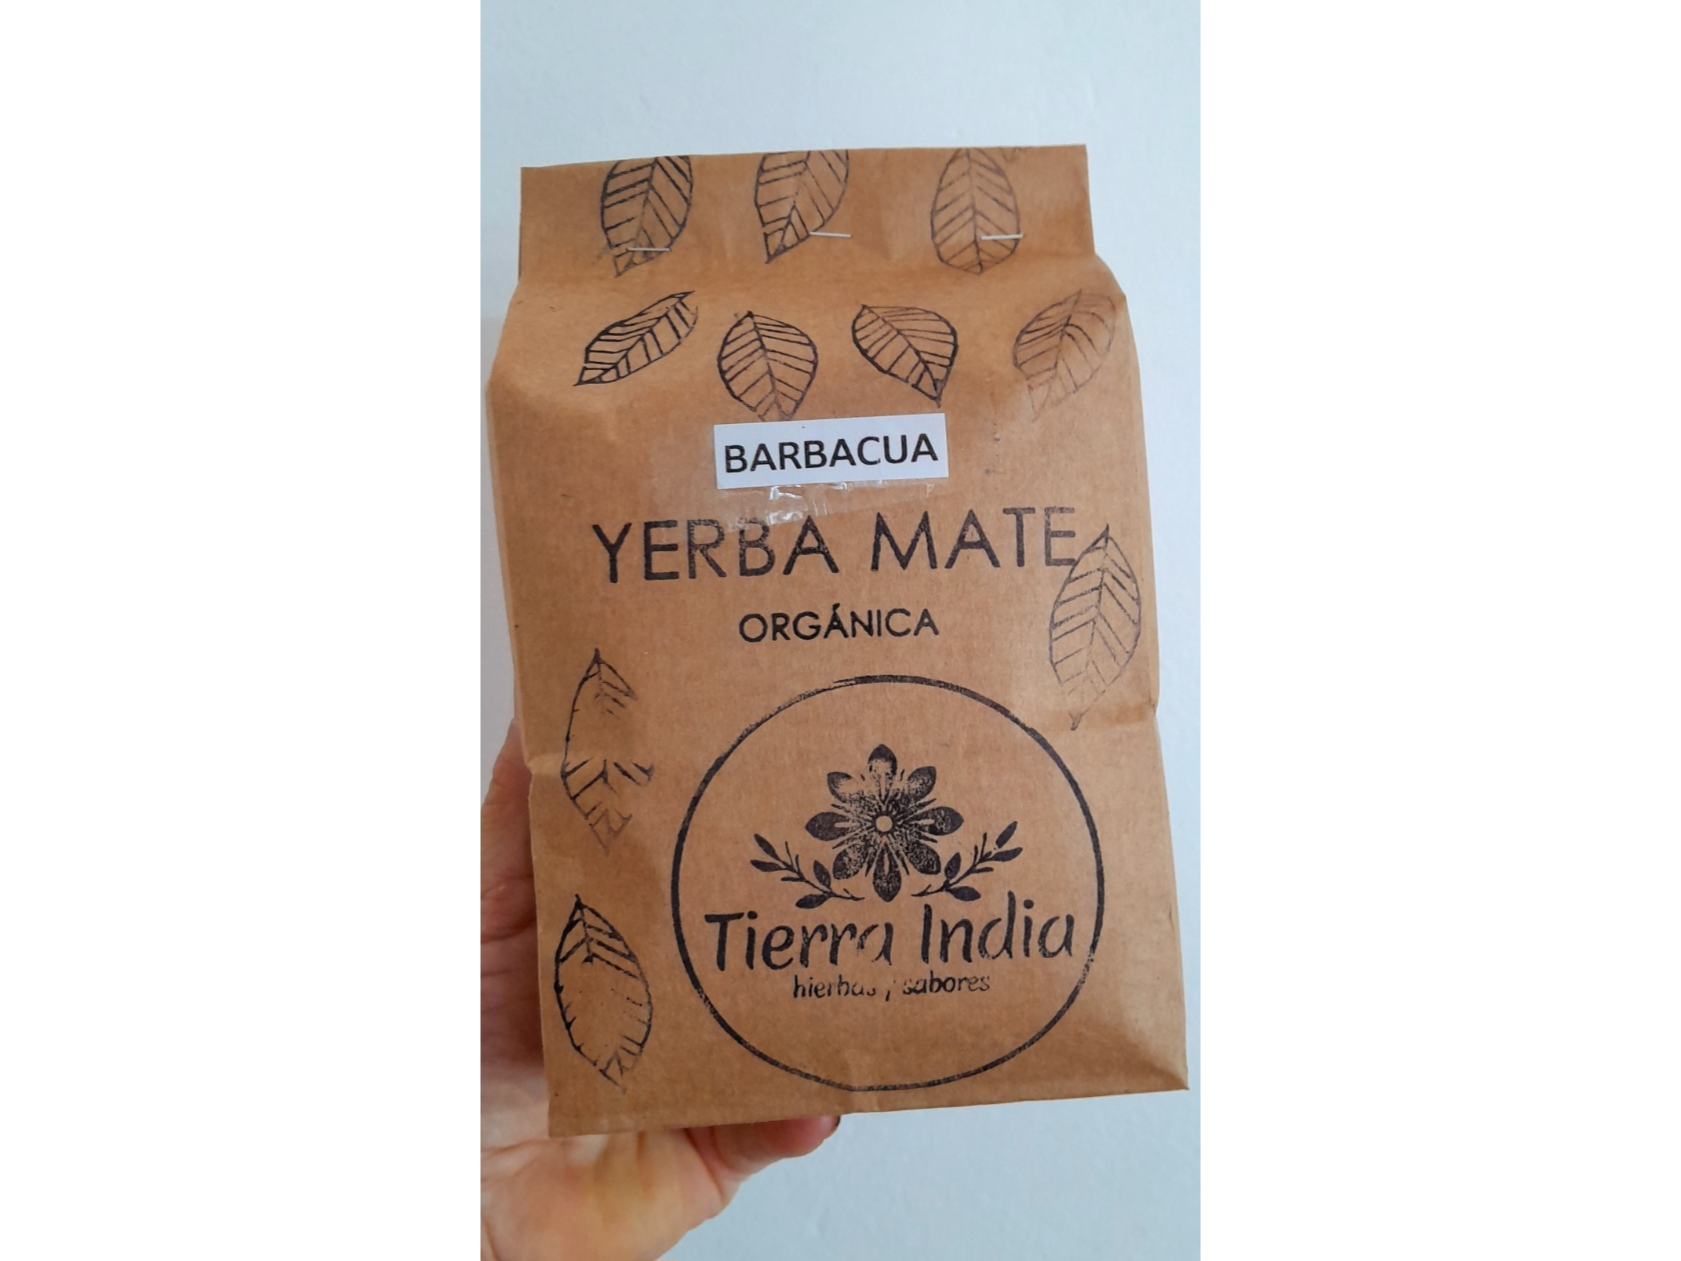 BARBACUA
YERBA MATE
ORGÁNICA
Tierra India
hierbas y sabores